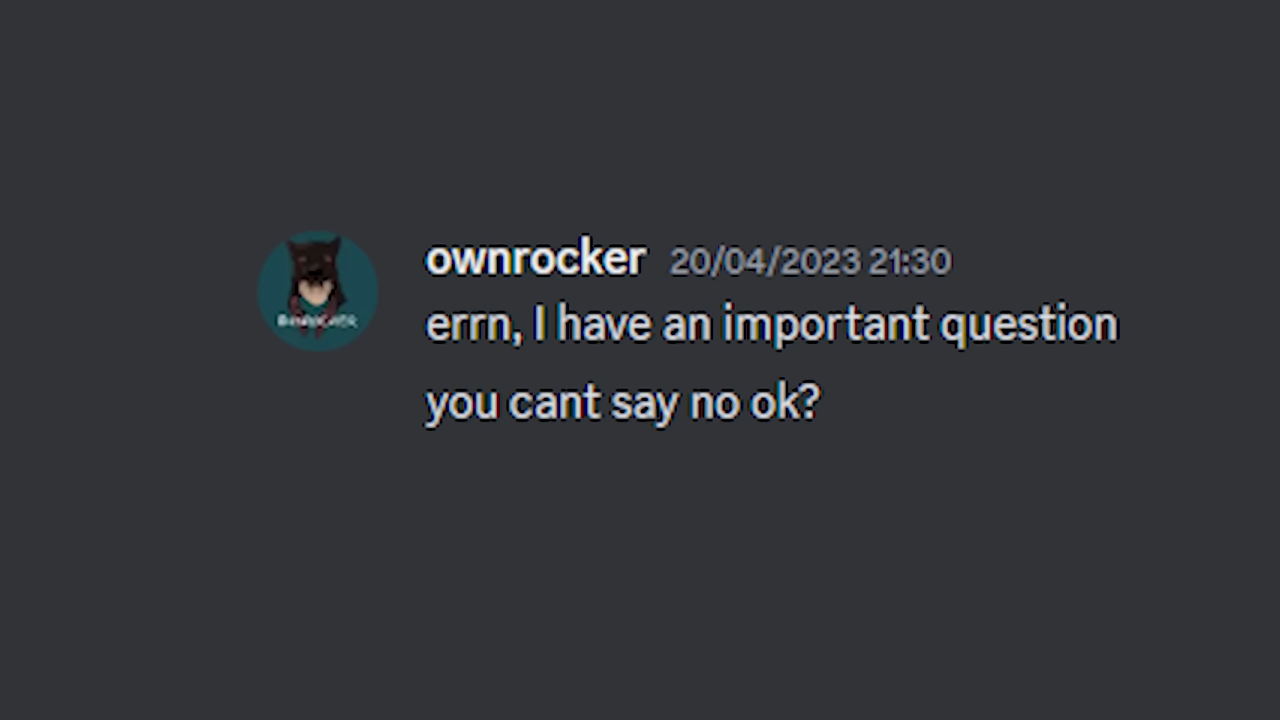 ownrocker 20/04/2023 21:30
errn, I have an important question
you cant say no ok?